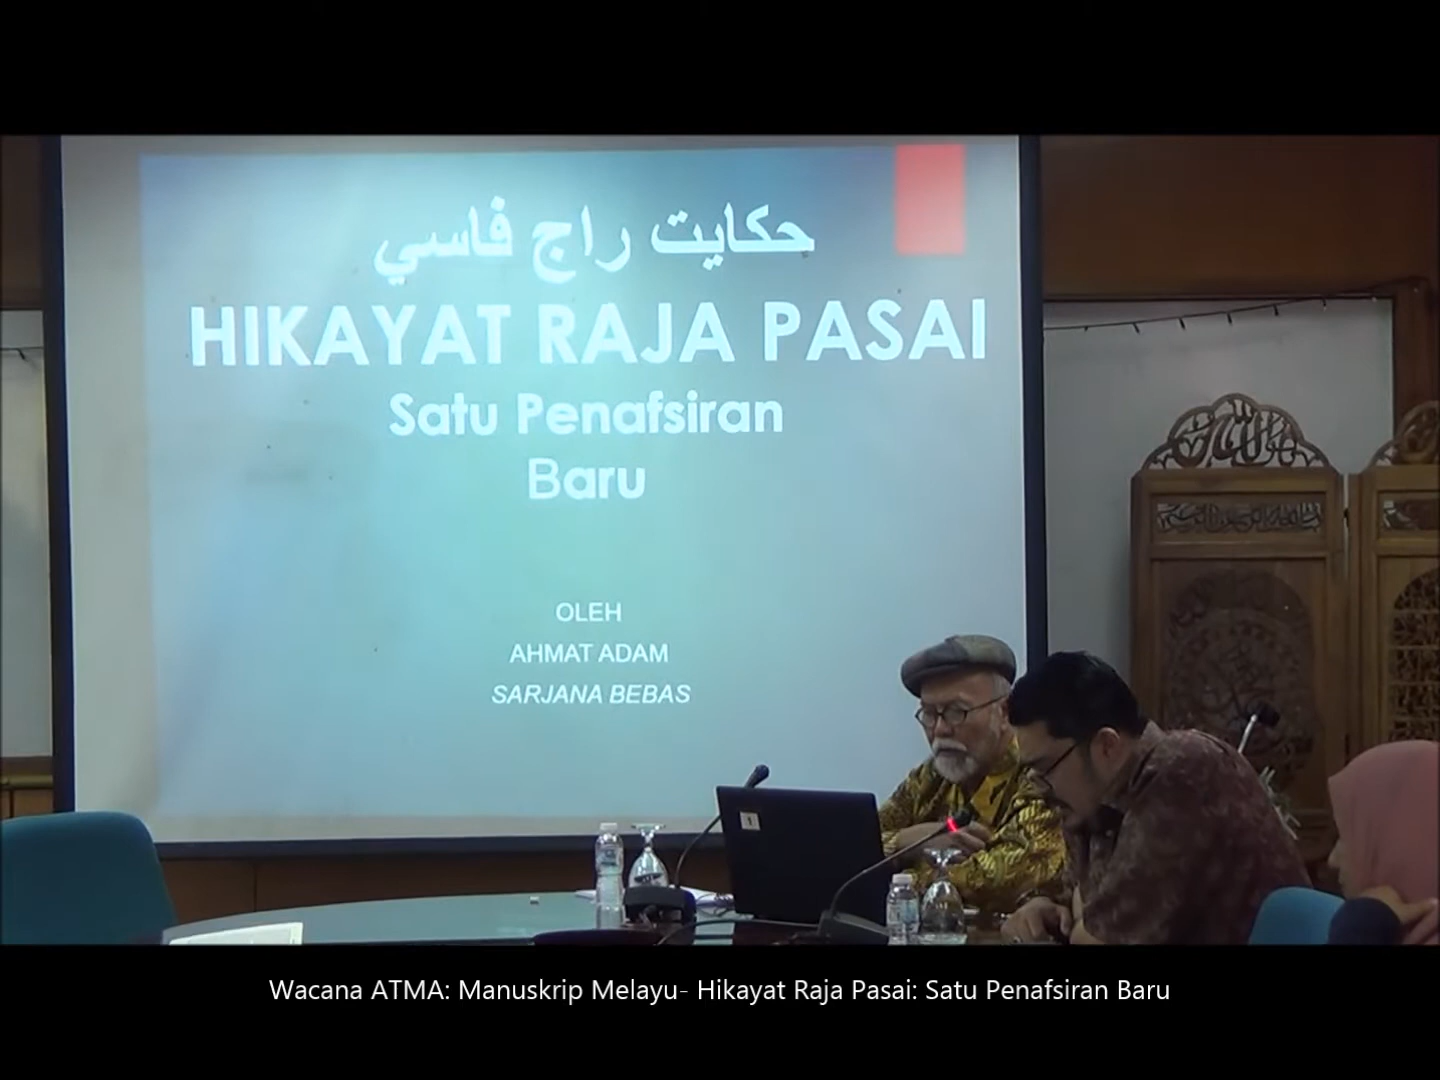 حكايت راج فاسي
HIKAYAT RAJA PASAI
Satu Penafsiran
Baru
OLEH
AHMAT ADAM
SARJANA BEBAS
1
Wacana ATMA: Manuskrip Melayu- Hikayat Raja Pasai: Satu Penafsiran Baru